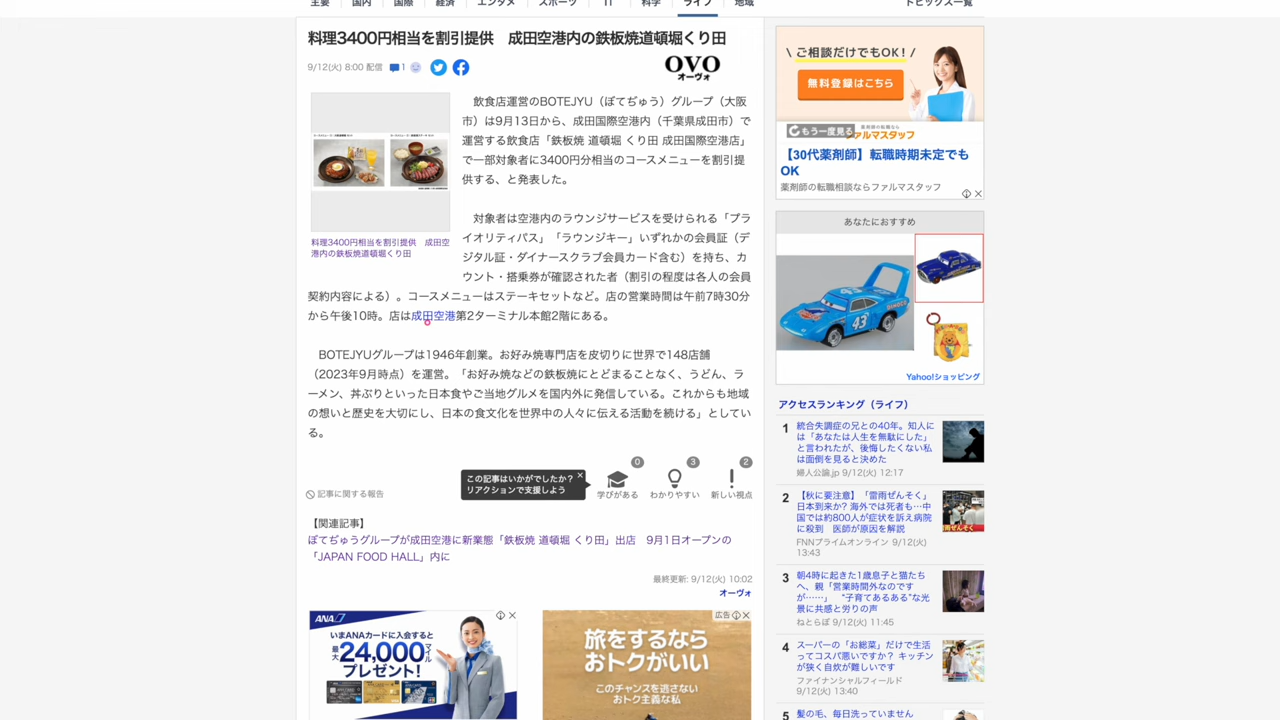 主要
国内
国際
経済
エンタメ
スポーツ
IT
科学
ライフ
地域
トピックス一覧
料理3400円相当を割引提供　成田空港内の鉄板焼道頓堀くり田
9/12(火) 8:00 配信
1
OVO
オーヴォ
飲食店運営のBOTEJYU（ぼてぢゅう）グループ（大阪
市）は9月13日から、成田国際空港内（千葉県成田市）で
運営する飲食店「鉄板焼 道頓堀 くり田 成田国際空港店」
で一部対象者に3400円分相当のコースメニューを割引提
供する、と発表した。
料理3400円相当を割引提供　成田空
港内の鉄板焼道頓堀くり田
対象者は空港内のラウンジサービスを受けられる「プラ
イオリティパス」「ラウンジキー」いずれかの会員証（デ
ジタル証・ダイナースクラブ会員カード含む）を持ち、カ
ウント・搭乗券が確認された者（割引の程度は各人の会員
契約内容による）。コースメニューはステーキセットなど。店の営業時間は午前7時30分
から午後10時。店は成田空港第2ターミナル本館2階にある。
BOTEJYUグループは1946年創業。お好み焼専門店を皮切りに世界で148店舗
（2023年9月時点）を運営。「お好み焼などの鉄板焼にとどまることなく、うどん、ラ
ーメン、丼ぶりといった日本食やご当地グルメを国内外に発信している。これからも地域
の想いと歴史を大切にし、日本の食文化を世界中の人々に伝える活動を続ける」としてい
る。
記事に関する報告
この記事はいかがでしたか？
リアクションで支援しよう
0
学びがある
3
わかりやすい
2
新しい視点
【関連記事】
ぼてぢゅうグループが成田空港に新業態「鉄板焼 道頓堀 くり田」出店　9月1日オープンの
「JAPAN FOOD HALL」内に
最終更新: 9/12(火) 10:02
オーヴォ
ANA
いまANAカードに入会すると
最大24,000マイル
プレゼント!
広告
旅をするなら
おトクがいい
このチャンスを逃さない
おトク主義な私
\ ご相談だけでもOK! /
無料登録はこちら
もう一度見る
薬剤師の転職なら
ァルマスタッフ
【30代薬剤師】転職時期未定でも
OK
薬剤師の転職相談ならファルマスタッフ
あなたにおすすめ
43
DINOCO
Yahoo!ショッピング
アクセスランキング（ライフ）
1
統合失調症の兄との40年。知人に
は「あなたは人生を無駄にした」
と言われたが、後悔したくない私
は面倒を見ると決めた
婦人公論.jp 9/12(火) 12:17
2
【秋に要注意】「雷雨ぜんそく」
日本到来か？海外では死者も…中
国では約800人が症状を訴え病院
に殺到　医師が原因を解説
FNNプライムオンライン 9/12(火)
13:43
雨ぜんそく
3
朝4時に起きた1歳息子と猫たち
へ、親「営業時間外なのです
が……」　“子育てあるある”な光
景に共感と労りの声
ねとらぼ 9/12(火) 11:45
4
スーパーの「お総菜」だけで生活
ってコスパ悪いですか？ キッチン
が狭く自炊が難しいです
ファイナンシャルフィールド
9/12(火) 13:40
5
髪の毛、毎日洗っていません